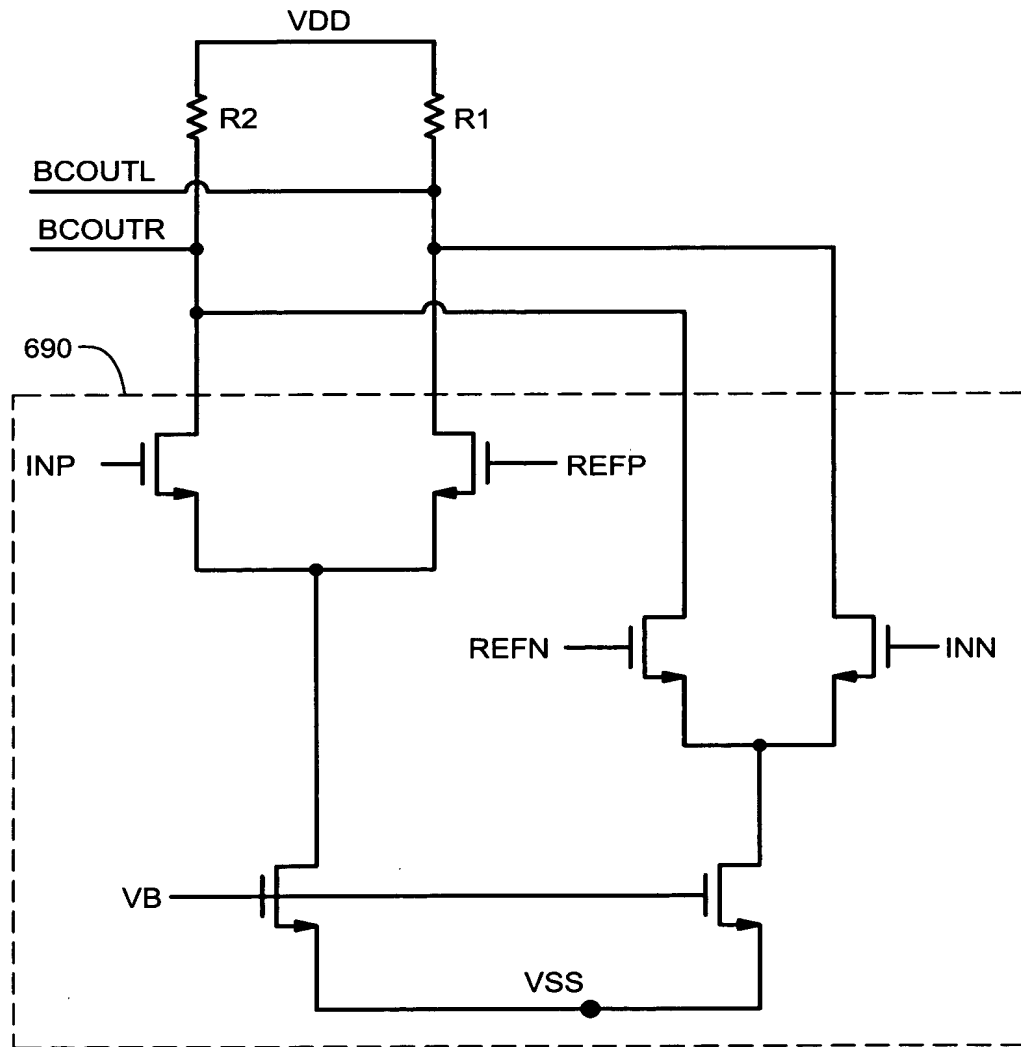 VDD
R2
R1
BCOUTL
BCOUTR
690
INP
REFP
REFN
INN
VB
VSS